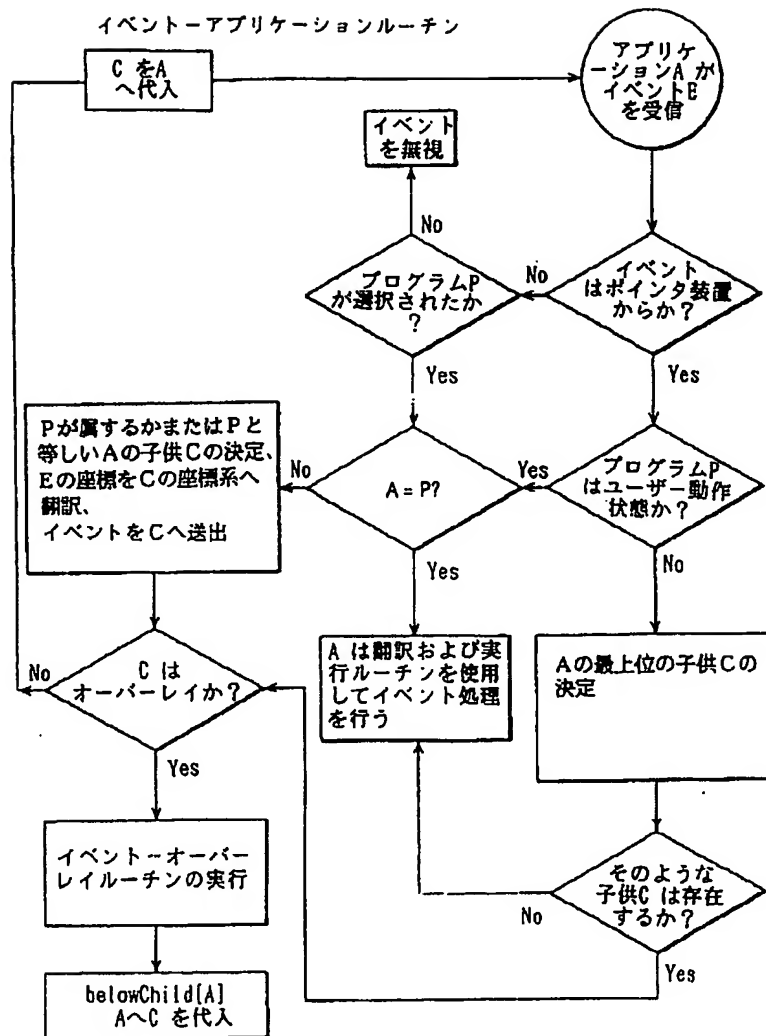 イベントーアプリケーションルーチン
C をA
へ代入
アプリケ
ーションA が
イベントE
を受信
イベント
を無視
No
プログラムP
が選択されたか
?
No
イベント
はポインタ装置
からか?
Yes
Yes
Pが属するかまたはPと
等しいAの子供Cの決定、
Eの座標をCの座標系へ
翻訳、
イベントをCへ送出
No
A = P?
Yes
プログラムP
はユーザー動作
状態か?
Yes
No
No
C は
オーバーレイか?
A は翻訳および実
行ルーチンを使用
してイベント処理
を行う
Aの最上位の子供Cの
決定
Yes
イベントーオーバー
レイルーチンの実行
そのような
子供C は存在
するか?
No
Yes
belowChild[A]
AへC を代入